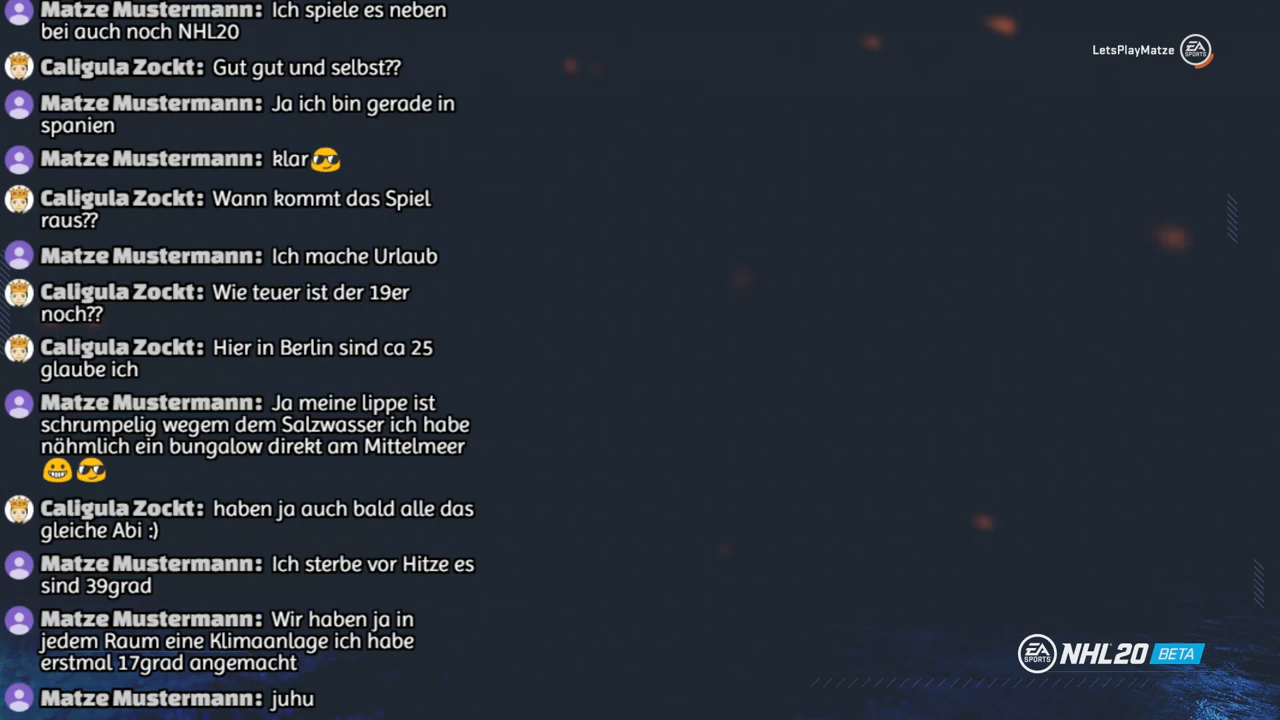 Matze Mustermann: Ich spiele es neben
bei auch noch NHL20
Caligula Zockt: Gut gut und selbst??
Matze Mustermann: Ja ich bin gerade in
spanien
Matze Mustermann: klar😎
Caligula Zockt: Wann kommt das Spiel
raus??
Matze Mustermann: Ich mache Urlaub
Caligula Zockt: Wie teuer ist der 19er
noch??
Caligula Zockt: Hier in Berlin sind ca 25
glaube ich
Matze Mustermann: Ja meine lippe ist
schrumpelig wegem dem Salzwasser ich habe
nähmlich ein bungalow direkt am Mittelmeer
😀😎
Caligula Zockt: haben ja auch bald alle das
gleiche Abi :)
Matze Mustermann: Ich sterbe vor Hitze es
sind 39grad
Matze Mustermann: Wir haben ja in
jedem Raum eine Klimaanlage ich habe
erstmal 17grad angemacht
Matze Mustermann: juhu
LetsPlayMatze
EA SPORTS
EA SPORTS NHL20 BETA